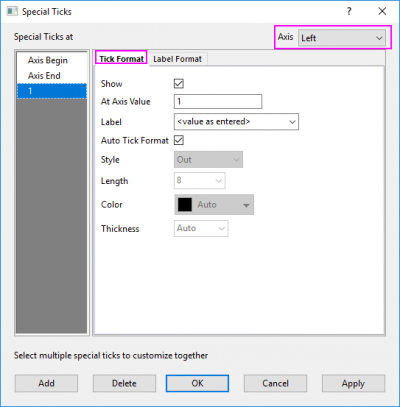 Special Ticks
Special Ticks at
Axis Left
Axis Begin
Axis End
1
Tick Format Label Format
Show
At Axis Value 1
Label <value as entered>
Auto Tick Format
Style Out
Length 8
Color Auto
Thickness Auto
Select multiple special ticks to customize together
Add Delete OK Cancel Apply